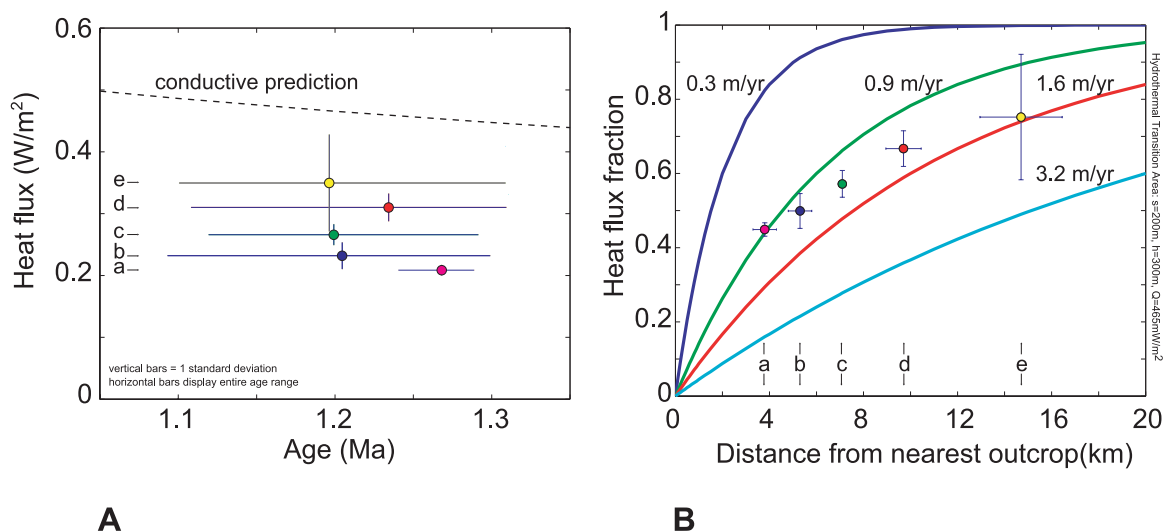 0.6
0.4
0.2
0
Heat flux (W/m²)
conductive prediction
e
d
c
b
a
vertical bars = 1 standard deviation
horizontal bars display entire age range
1.1
1.2
1.3
Age (Ma)
A
1
0.8
0.6
0.4
0.2
0
Heat flux fraction
0.3 m/yr
0.9 m/yr
1.6 m/yr
3.2 m/yr
a
b
c
d
e
0
4
8
12
16
20
Distance from nearest outcrop(km)
Hydrothermal Transition Area: s=200m, h=300m, Q=465mW/m²
B